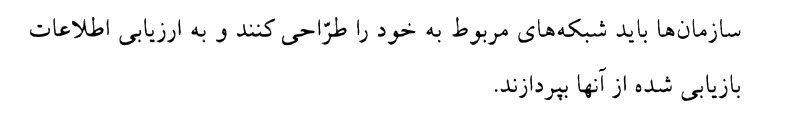 سازمان‌ها باید شبکه‌های مربوط به خود را طرّاحی کنند و به ارزیابی اطلاعات
بازیابی شده از آنها بپردازند.